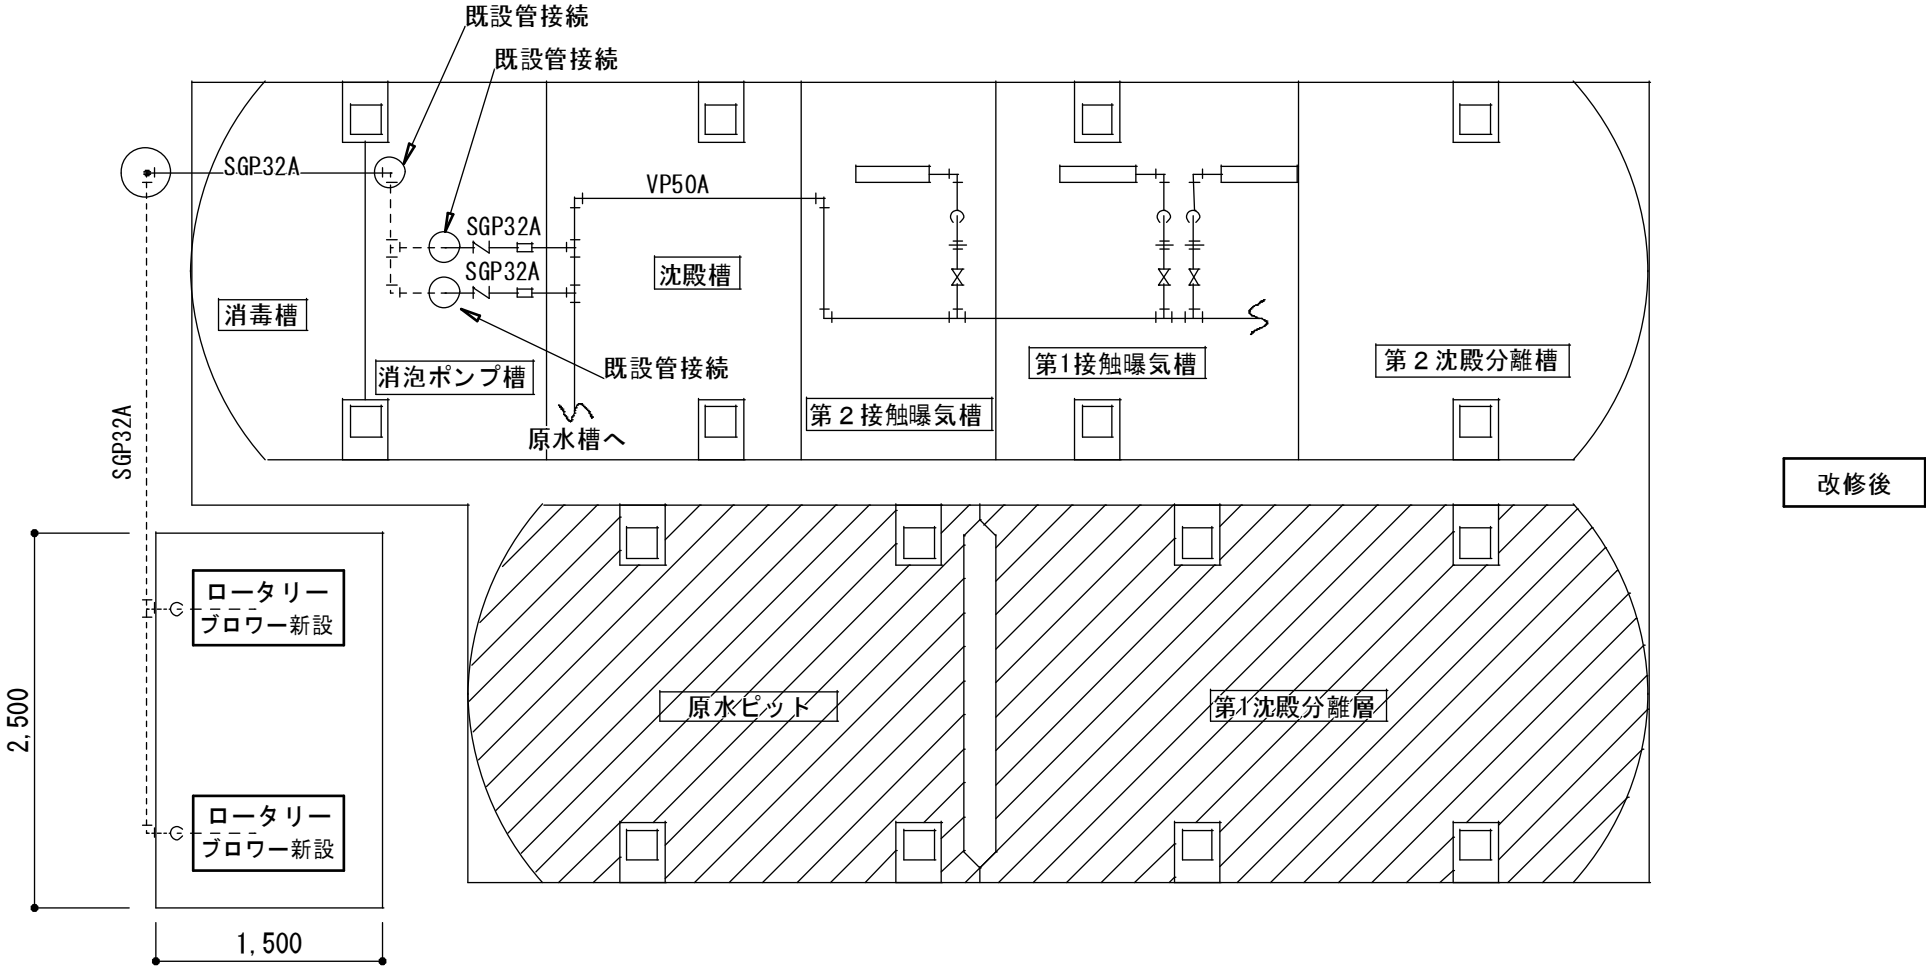 既設管接続
既設管接続
SGP32A
VP50A
SGP32A
SGP32A
沈殿槽
消毒槽
既設管接続
消泡ポンプ槽
第1接触曝気槽
第２沈殿分離槽
第２接触曝気槽
原水槽へ
SGP32A
改修後
ロータリー
ブロワー新設
原水ピット
第1沈殿分離層
2,500
ロータリー
ブロワー新設
1,500